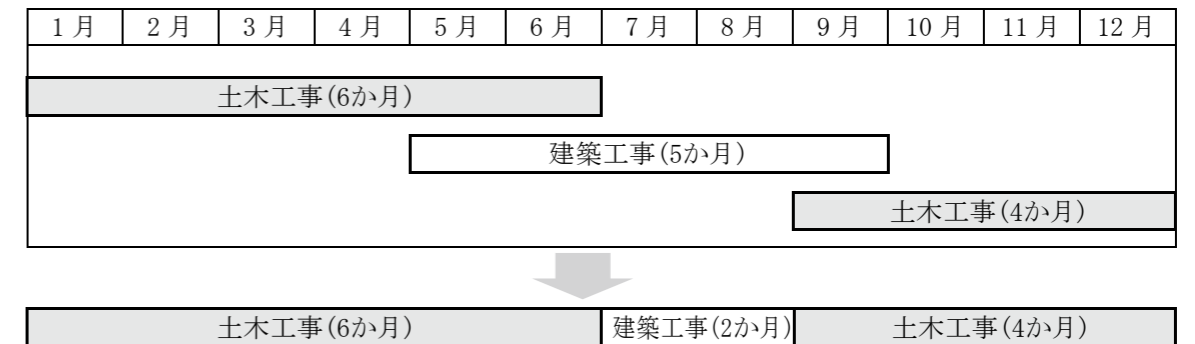 1月 2月 3月 4月 5月 6月 7月 8月 9月 10月 11月 12月
土木工事(6か月)
建築工事(5か月)
土木工事(4か月)
土木工事(6か月) 建築工事(2か月) 土木工事(4か月)